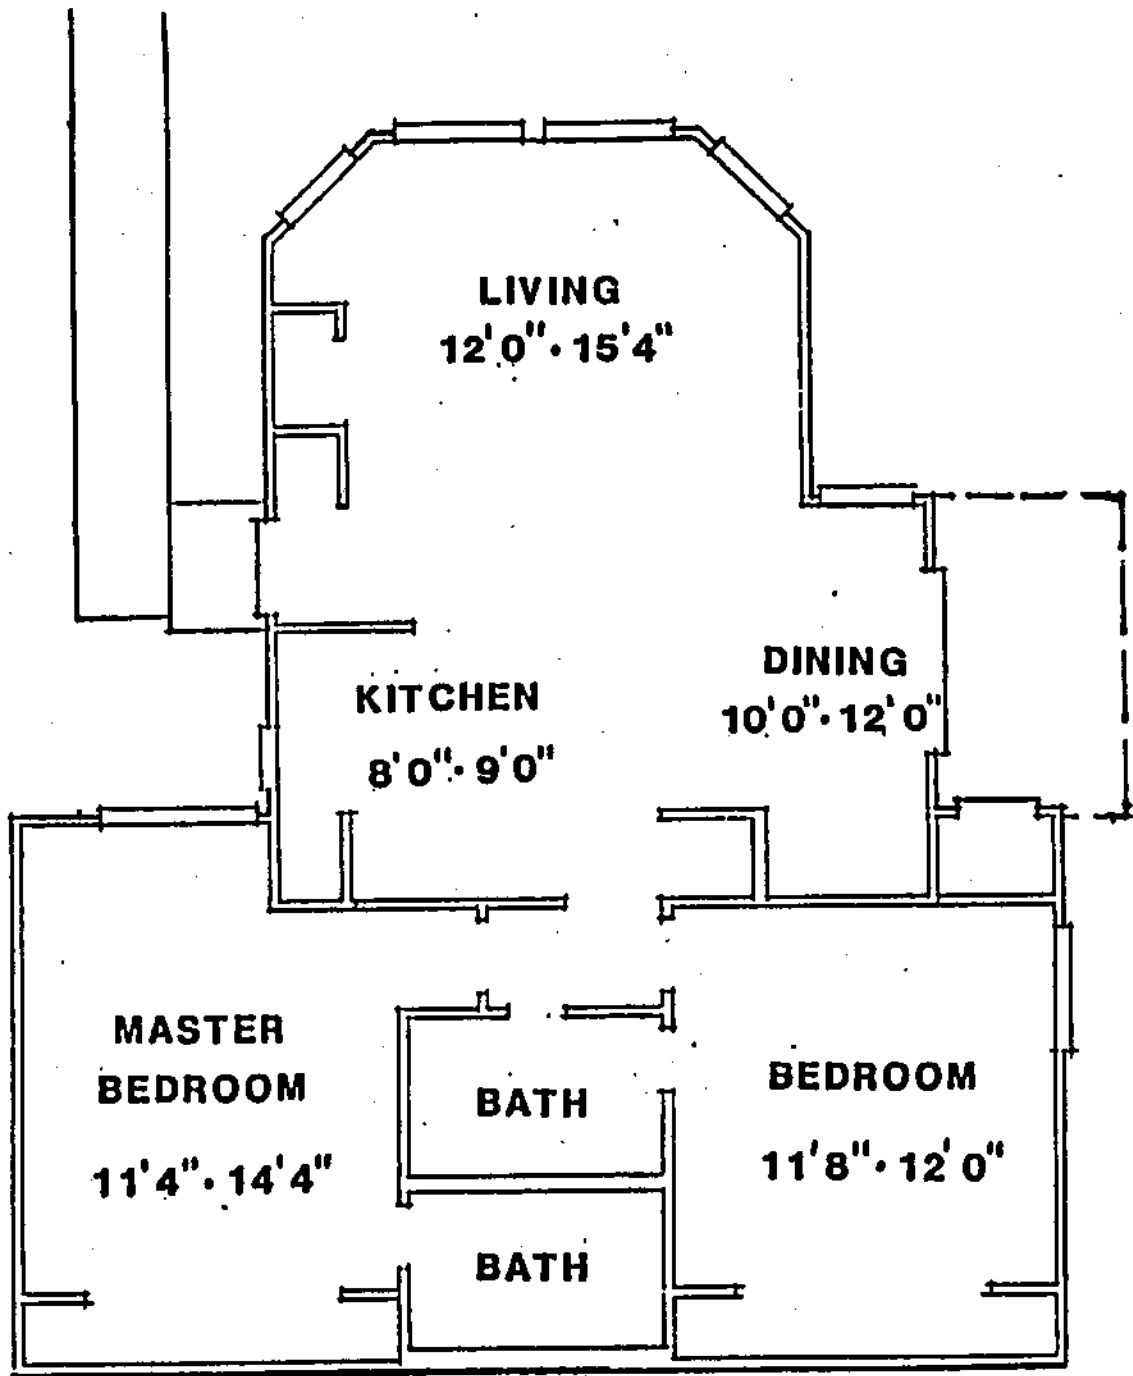 LIVING
12'0"·15'4"
KITCHEN
8'0"·9'0"
DINING
10'0"·12'0"
MASTER
BEDROOM
11'4"·14'4"
BATH
BATH
BEDROOM
11'8"·12'0"